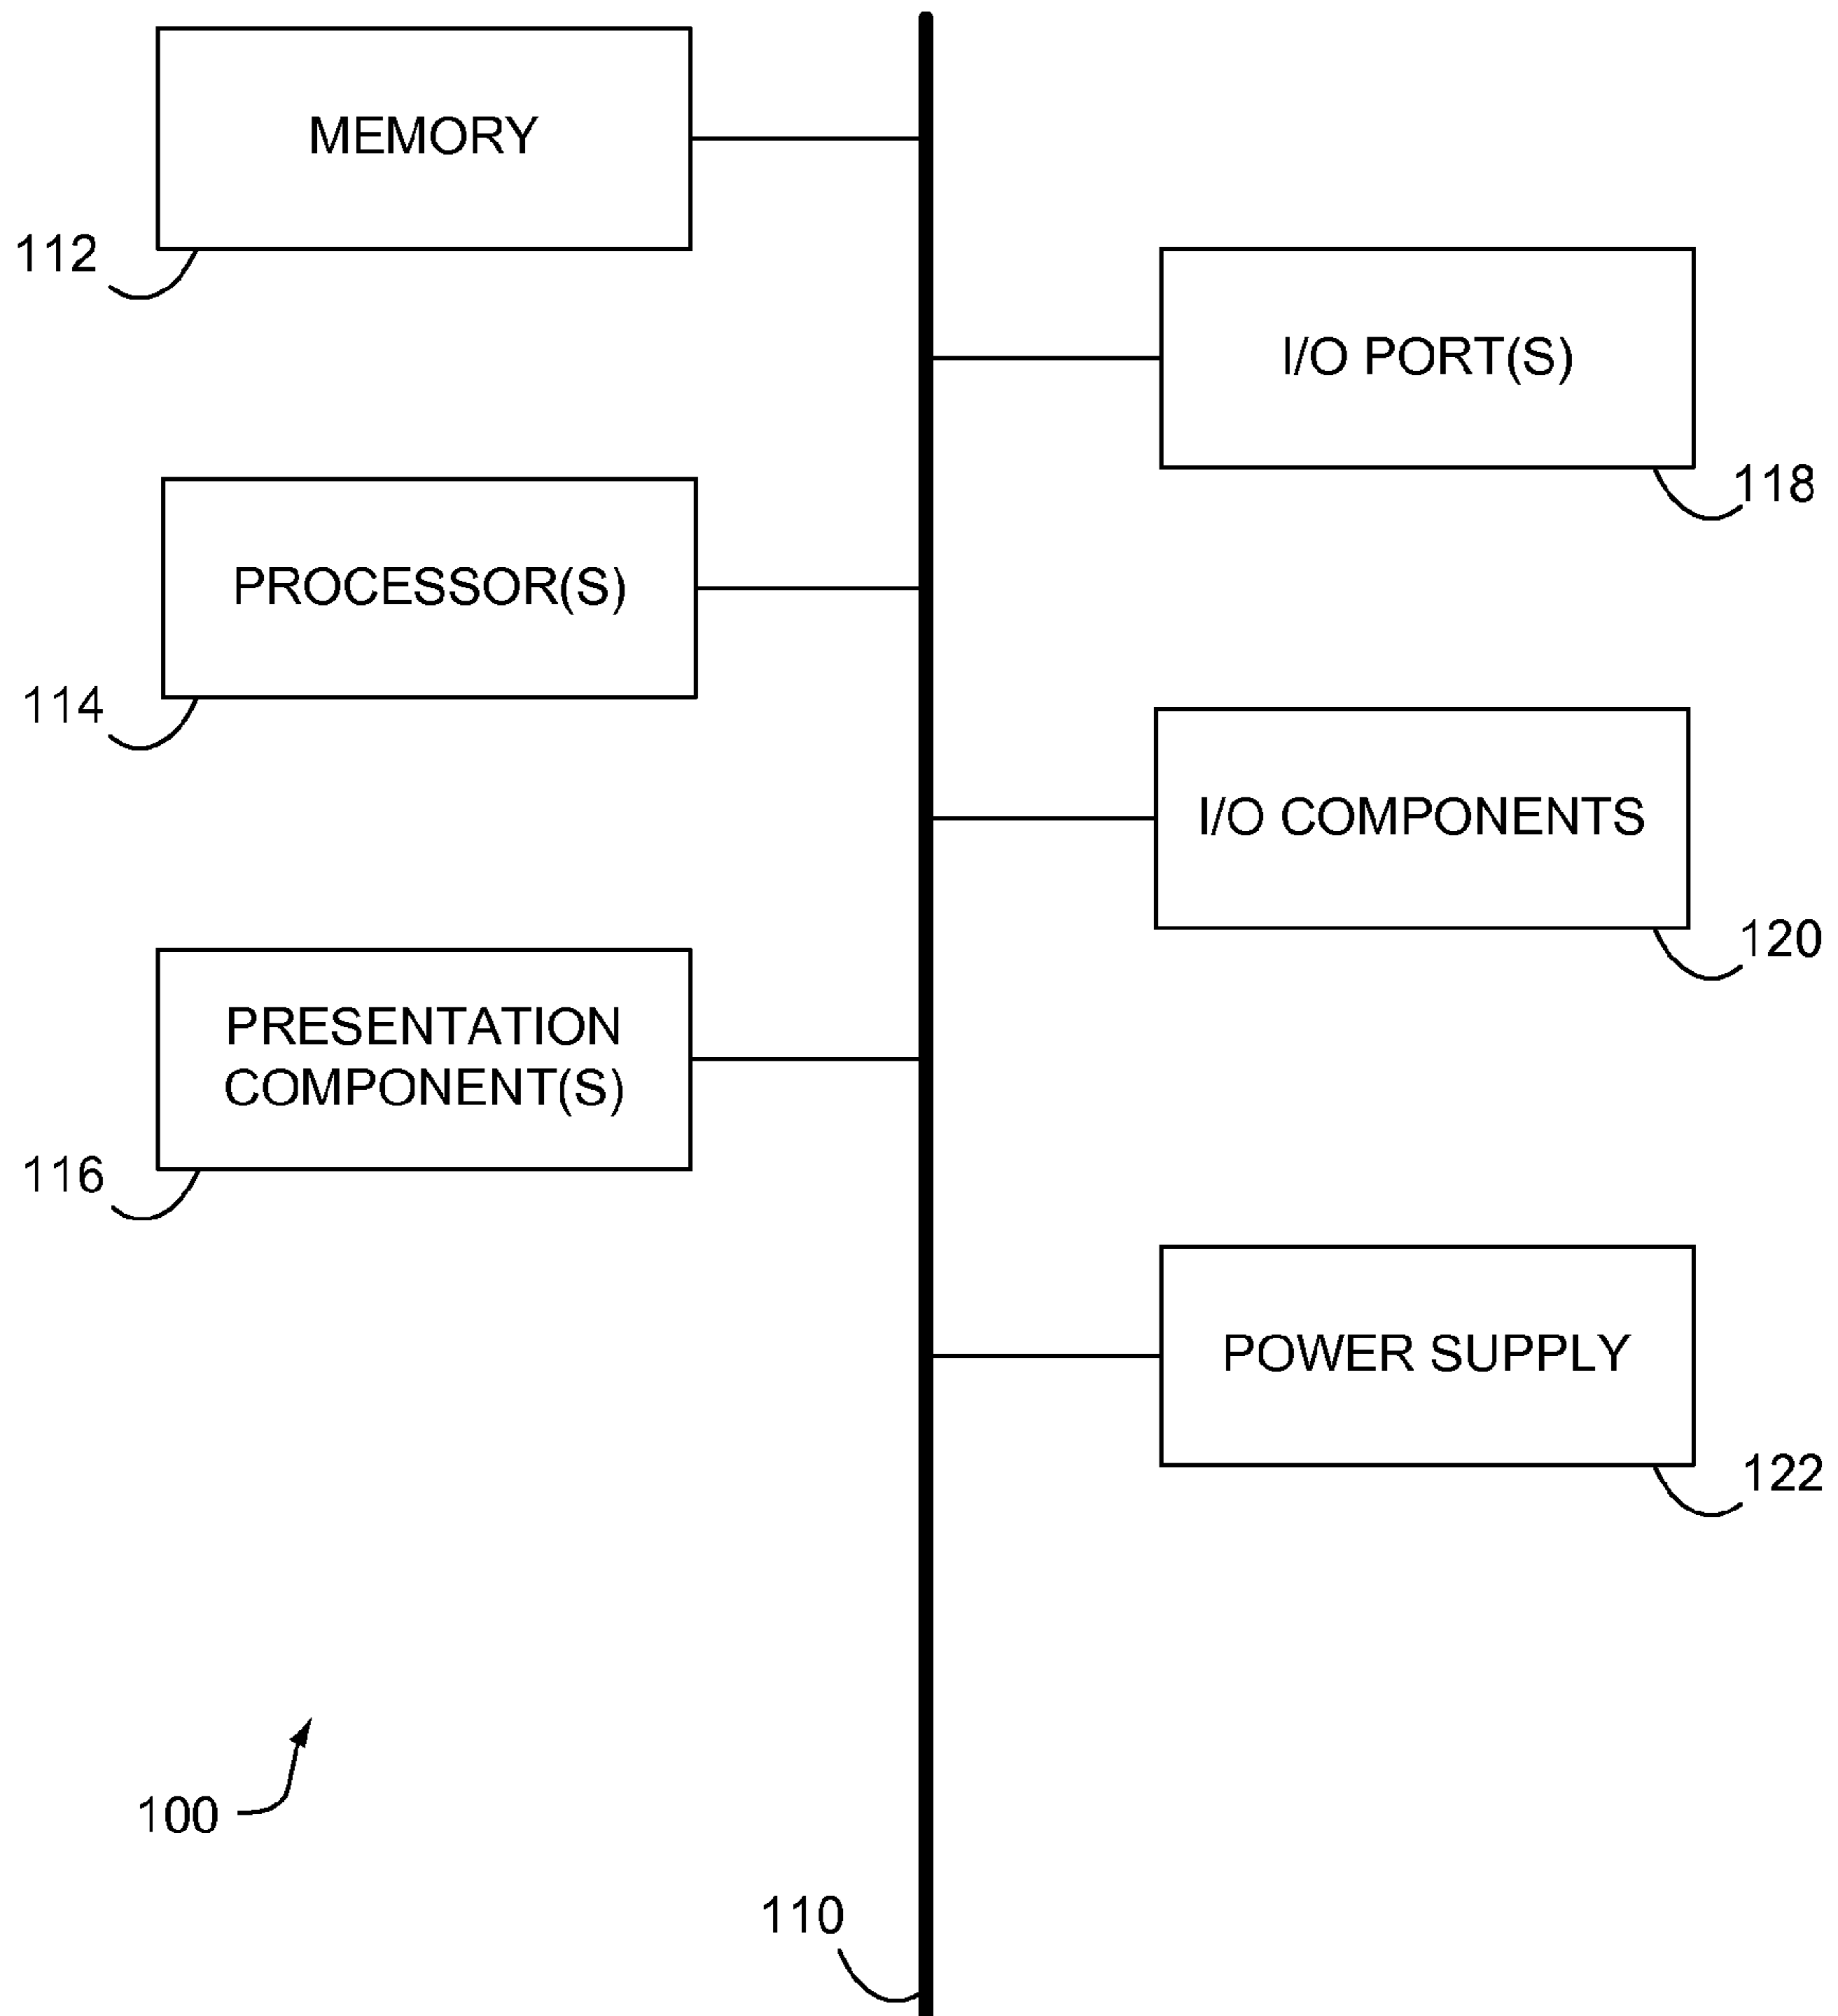 MEMORY
112
I/O PORT(S)
118
PROCESSOR(S)
114
I/O COMPONENTS
120
PRESENTATION
COMPONENT(S)
116
POWER SUPPLY
122
100
110